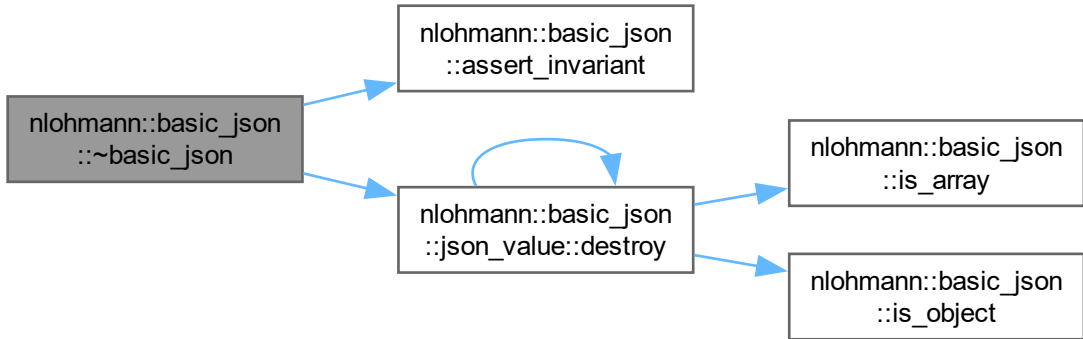 nlohmann::basic_json
::~basic_json
nlohmann::basic_json
::assert_invariant
nlohmann::basic_json
::json_value::destroy
nlohmann::basic_json
::is_array
nlohmann::basic_json
::is_object